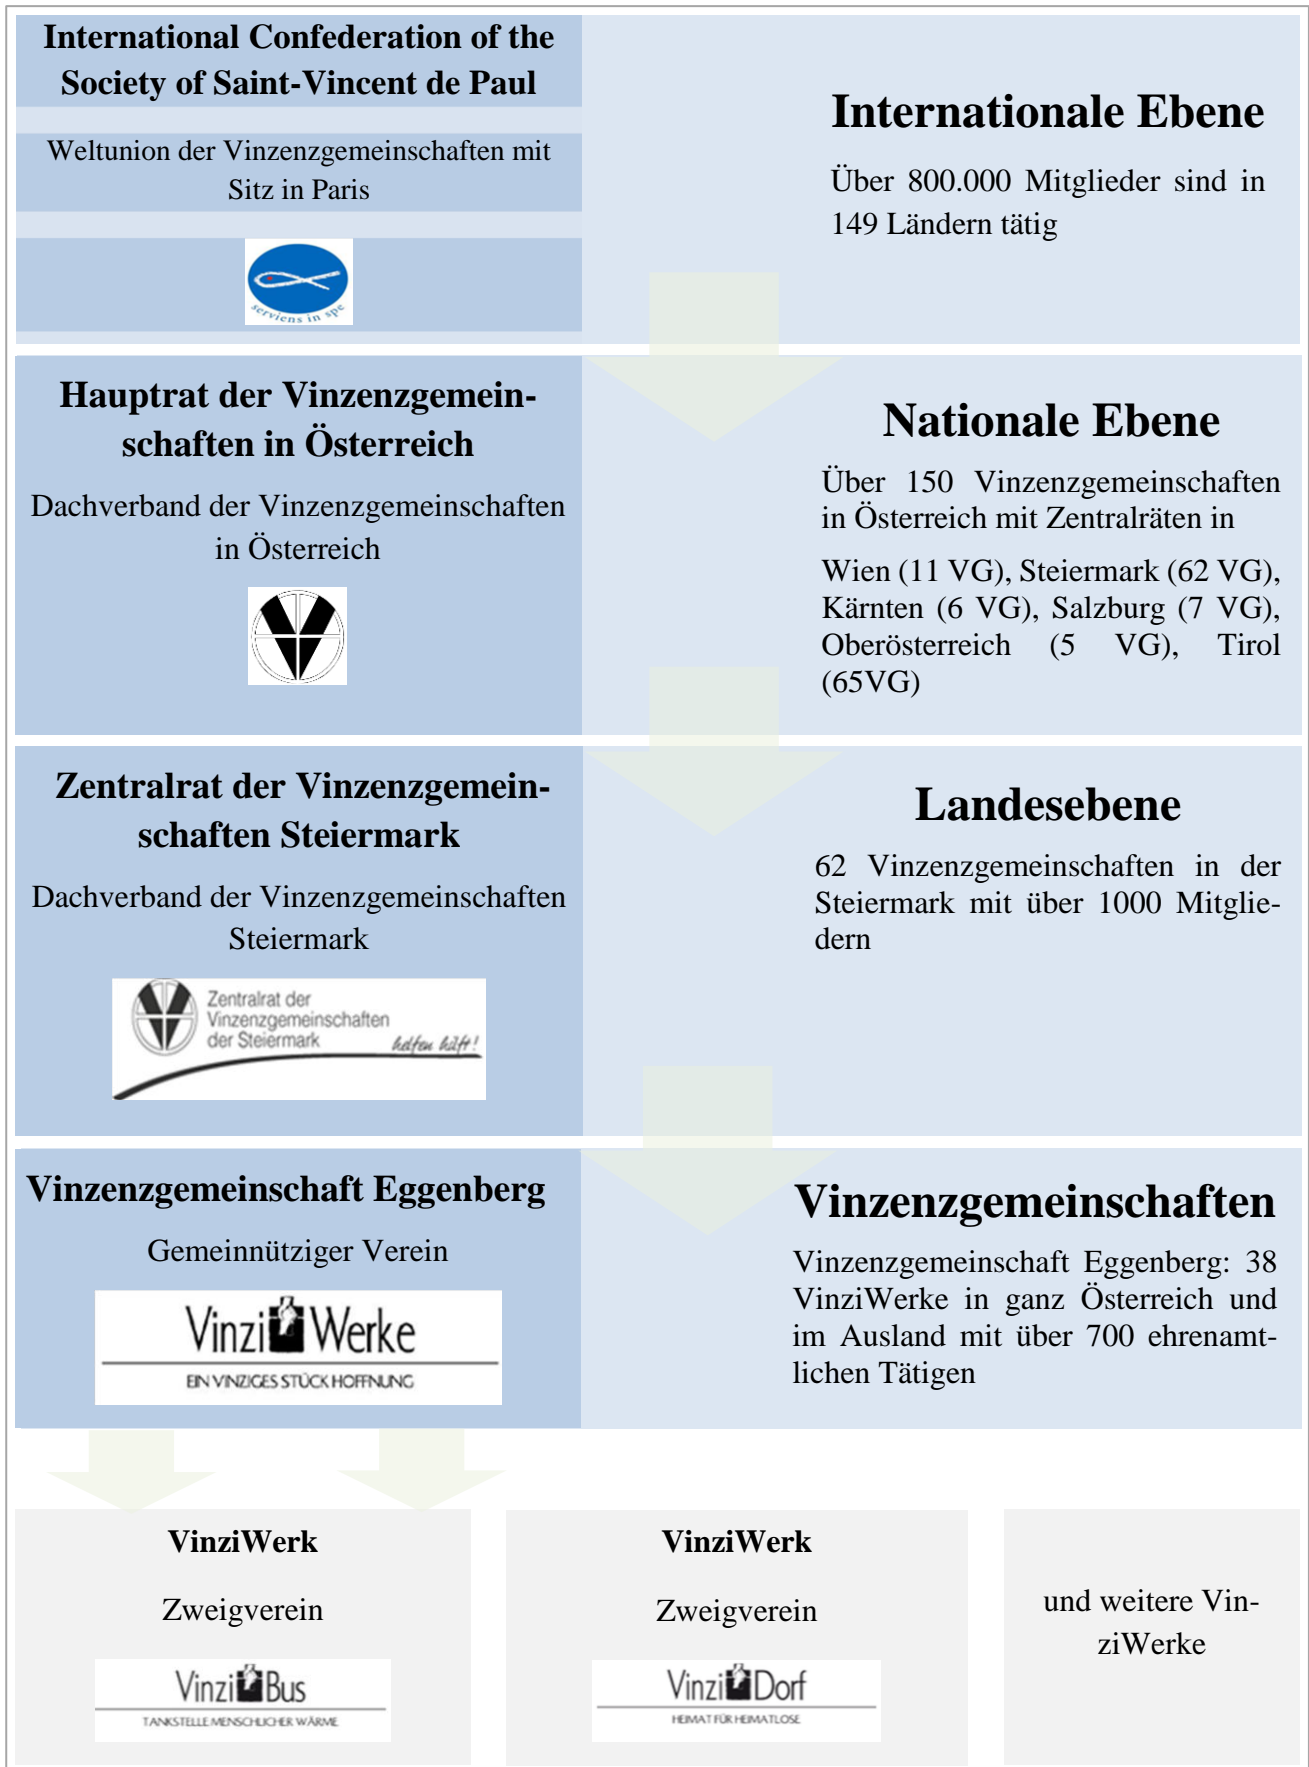 International Confederation of the
Society of Saint-Vincent de Paul
Weltunion der Vinzenzgemeinschaften mit
Sitz in Paris
serviens in spe
Internationale Ebene
Über 800.000 Mitglieder sind in
149 Ländern tätig
Hauptrat der Vinzenzgemein-
schaften in Österreich
Dachverband der Vinzenzgemeinschaften
in Österreich
Nationale Ebene
Über 150 Vinzenzgemeinschaften
in Österreich mit Zentralräten in
Wien (11 VG), Steiermark (62 VG),
Kärnten (6 VG), Salzburg (7 VG),
Oberösterreich (5 VG), Tirol
(65VG)
Zentralrat der Vinzenzgemein-
schaften Steiermark
Dachverband der Vinzenzgemeinschaften
Steiermark
Zentralrat der
Vinzenzgemeinschaften
der Steiermark
helfen hilft!
Landesebene
62 Vinzenzgemeinschaften in der
Steiermark mit über 1000 Mitglie-
dern
Vinzenzgemeinschaft Eggenberg
Gemeinnütziger Verein
Vinzi Werke
EIN VINZIGES STÜCK HOFFNUNG
Vinzenzgemeinschaften
Vinzenzgemeinschaft Eggenberg: 38
VinziWerke in ganz Österreich und
im Ausland mit über 700 ehrenamt-
lichen Tätigen
VinziWerk
Zweigverein
Vinzi Bus
TANKSTELLE MENSCHLICHER WÄRME
VinziWerk
Zweigverein
Vinzi Dorf
HEIMAT FÜR HEIMATLOSE
und weitere Vin-
ziWerke